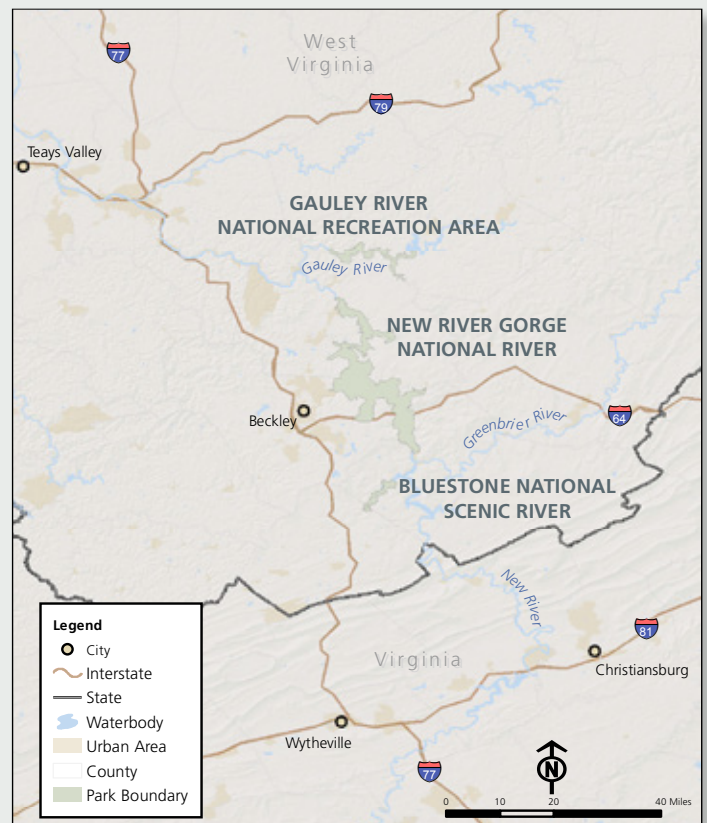 West
Virginia
77
79
Teays Valley
GAULEY RIVER
NATIONAL RECREATION AREA
Gauley River
NEW RIVER GORGE
NATIONAL RIVER
Beckley
Greenbrier River
64
BLUESTONE NATIONAL
SCENIC RIVER
New River
81
Virginia
Christiansburg
Wytheville
77
N
0 10 20 40 Miles
Legend
City
Interstate
State
Waterbody
Urban Area
County
Park Boundary